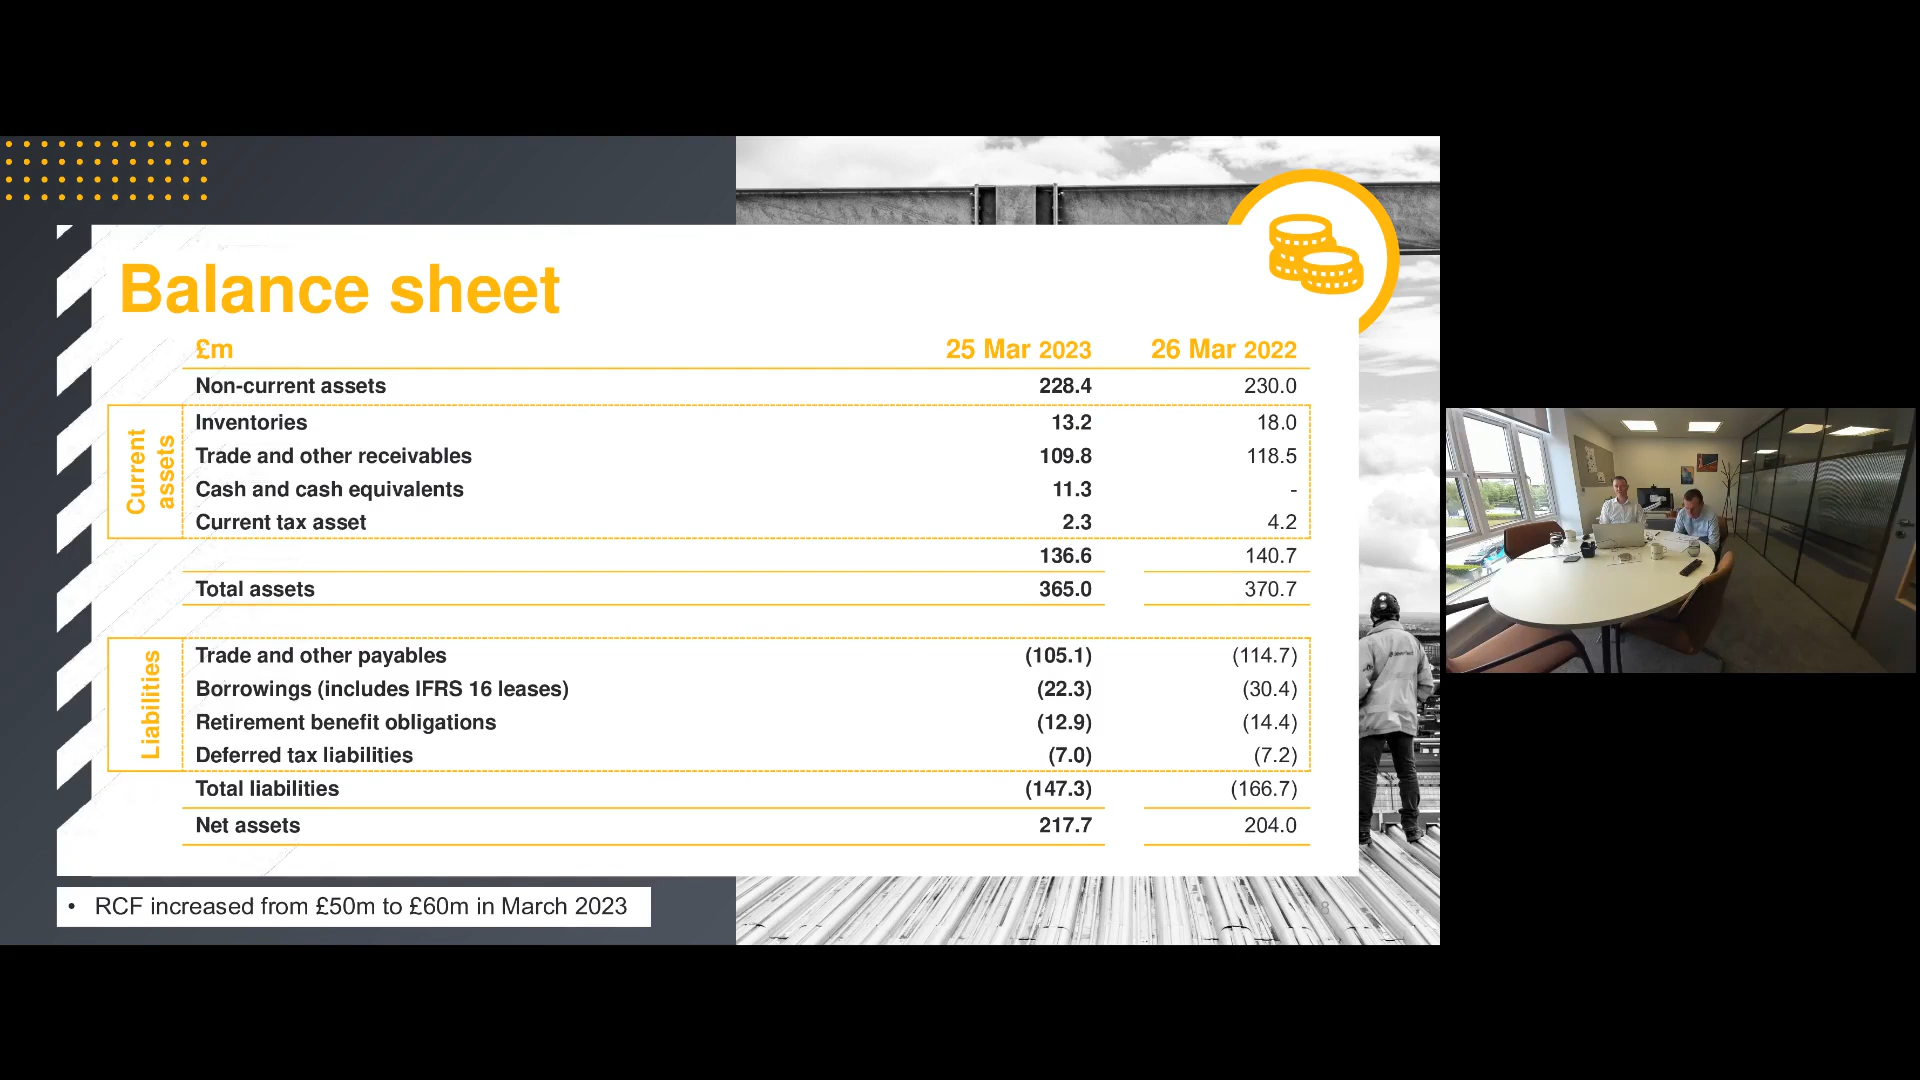 Balance sheet
£m 25 Mar 2023 26 Mar 2022
Non-current assets 228.4 230.0
Current assets
Inventories 13.2 18.0
Trade and other receivables 109.8 118.5
Cash and cash equivalents 11.3 -
Current tax asset 2.3 4.2
136.6 140.7
Total assets 365.0 370.7
Liabilities
Trade and other payables (105.1) (114.7)
Borrowings (includes IFRS 16 leases) (22.3) (30.4)
Retirement benefit obligations (12.9) (14.4)
Deferred tax liabilities (7.0) (7.2)
Total liabilities (147.3) (166.7)
Net assets 217.7 204.0
• RCF increased from £50m to £60m in March 2023
8